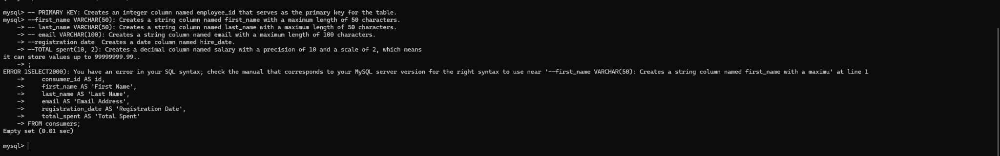 mysql> -- PRIMARY KEY: Creates an integer column named employee_id that serves as the primary key for the table.
mysql> --first_name VARCHAR(50): Creates a string column named first_name with a maximum length of 50 characters.
    -> -- last_name VARCHAR(50): Creates a string column named last_name with a maximum length of 50 characters.
    -> -- email VARCHAR(100): Creates a string column named email with a maximum length of 100 characters.
    -> --registration date  Creates a date column named hire_date.
    -> --TOTAL spent(10, 2): Creates a decimal column named salary with a precision of 10 and a scale of 2, which means
it can store values up to 99999999.99..
    -> ;
ERROR 1SELECT2000): You have an error in your SQL syntax; check the manual that corresponds to your MySQL server version for the right syntax to use near '--first_name VARCHAR(50): Creates a string column named first_name with a maximu' at line 1
    ->     consumer_id AS id,
    ->     first_name AS 'First Name',
    ->     last_name AS 'Last Name',
    ->     email AS 'Email Address',
    ->     registration_date AS 'Registration Date',
    ->     total_spent AS 'Total Spent'
    -> FROM consumers;
Empty set (0.01 sec)
mysql>